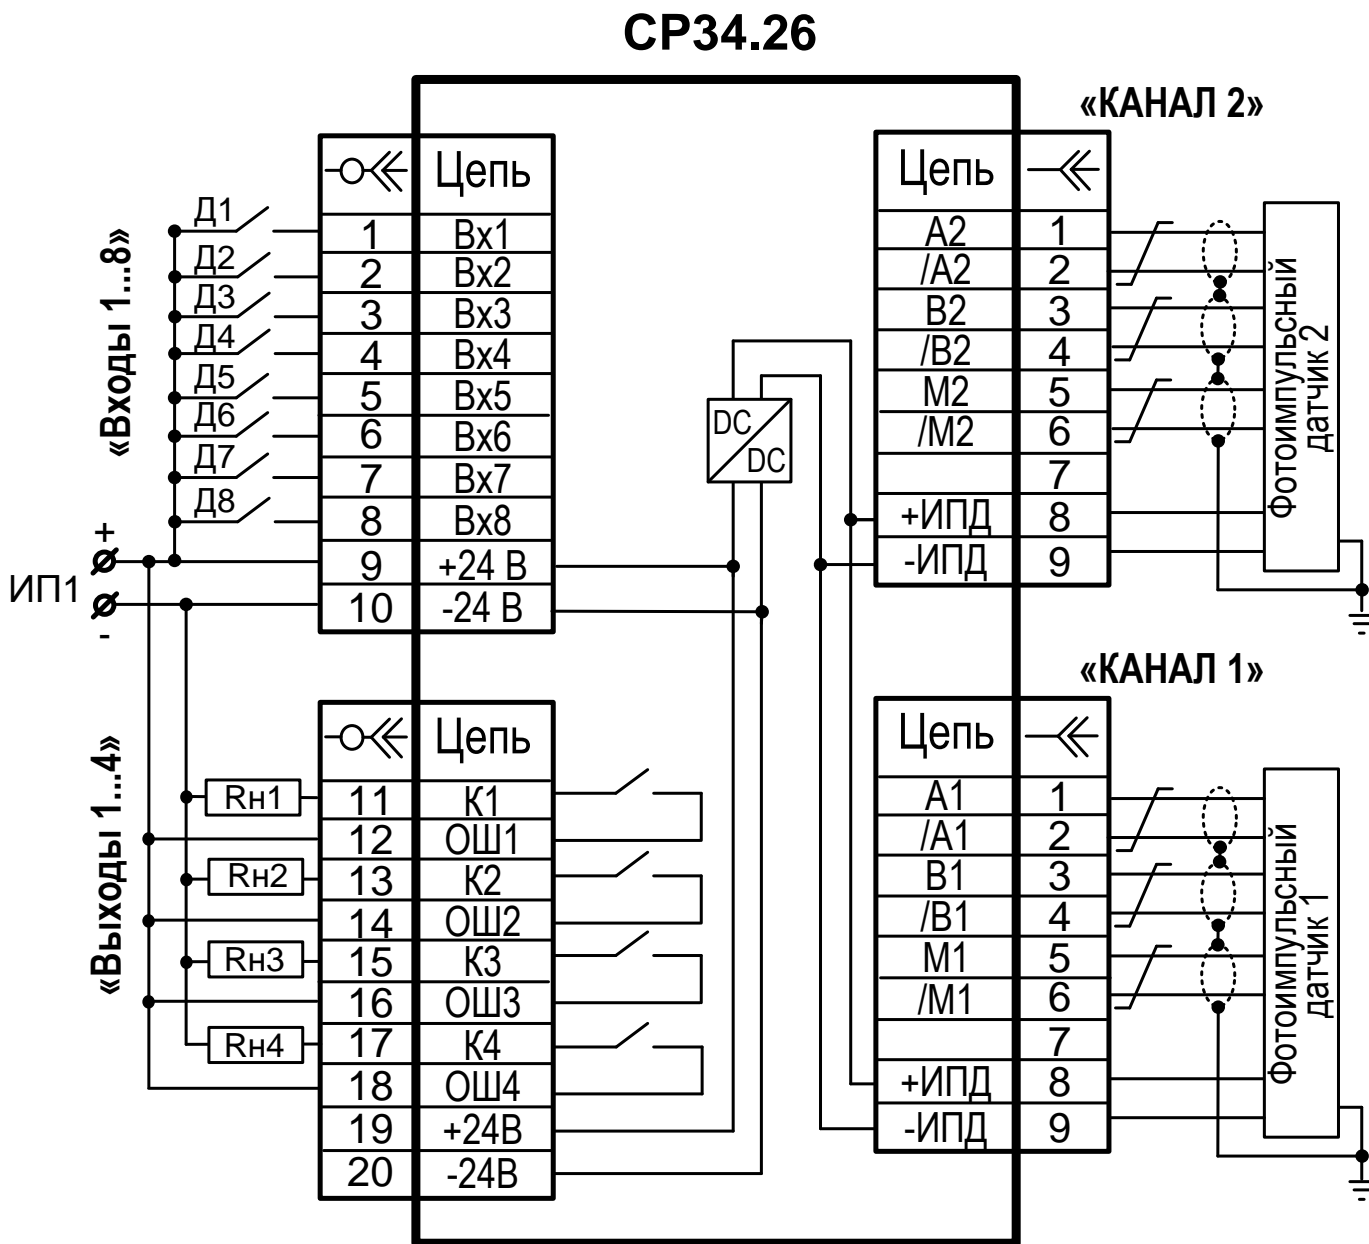 СР34.26
«Входы 1...8»
Цепь
Д1
1 Вх1
Д2
2 Вх2
Д3
3 Вх3
Д4
4 Вх4
Д5
5 Вх5
Д6
6 Вх6
Д7
7 Вх7
Д8
8 Вх8
+
9 +24 В
ИП1
10 -24 В
-
«Выходы 1...4»
Цепь
Rн1 11 К1
12 ОШ1
Rн2 13 К2
14 ОШ2
Rн3 15 К3
16 ОШ3
Rн4 17 К4
18 ОШ4
19 +24В
20 -24В
DC
DC
«КАНАЛ 2»
Цепь
А2 1
/А2 2
В2 3
/В2 4
М2 5
/М2 6
7
+ИПД 8
-ИПД 9
Фотоимпульсный
датчик 2
«КАНАЛ 1»
Цепь
А1 1
/А1 2
В1 3
/В1 4
М1 5
/М1 6
7
+ИПД 8
-ИПД 9
Фотоимпульсный
датчик 1